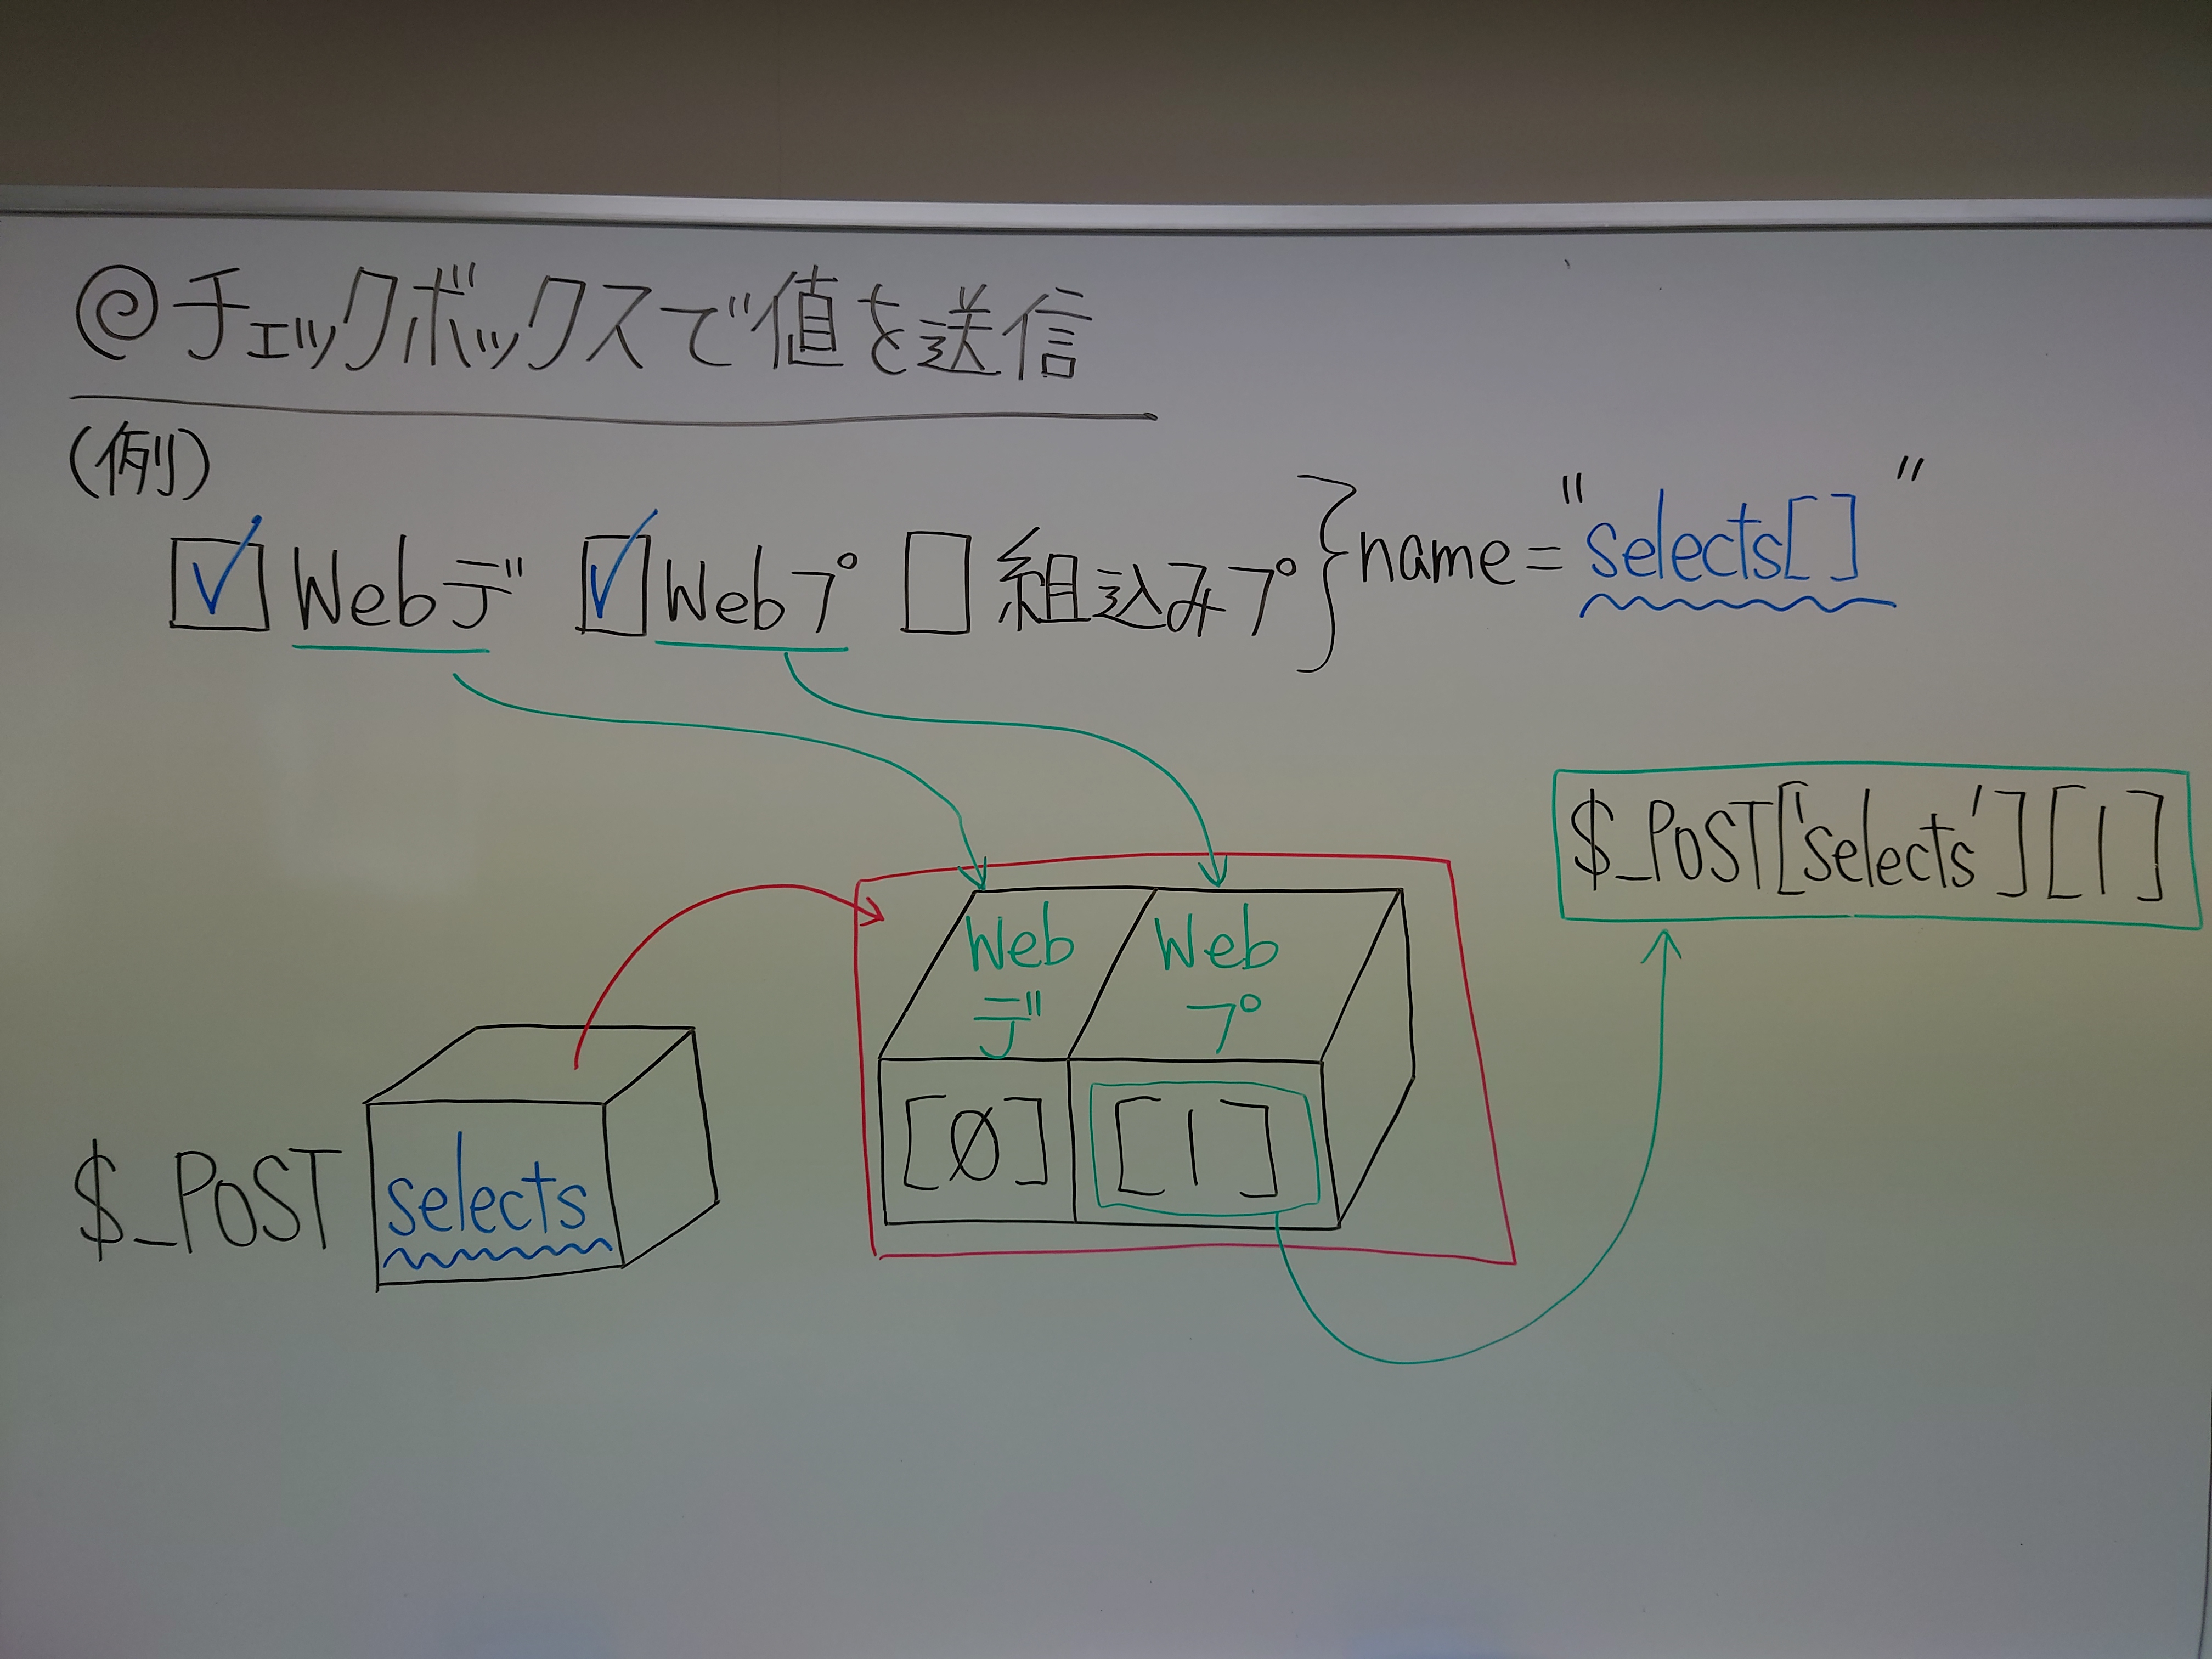 ◎チェックボックスで値を送信
(例)
☑ Webデ ☑ Webプ □ 組込みプ } name="selects[]"
$_POST['selects'][1]
Web
デ
Web
プ
[0] [1]
$_POST selects